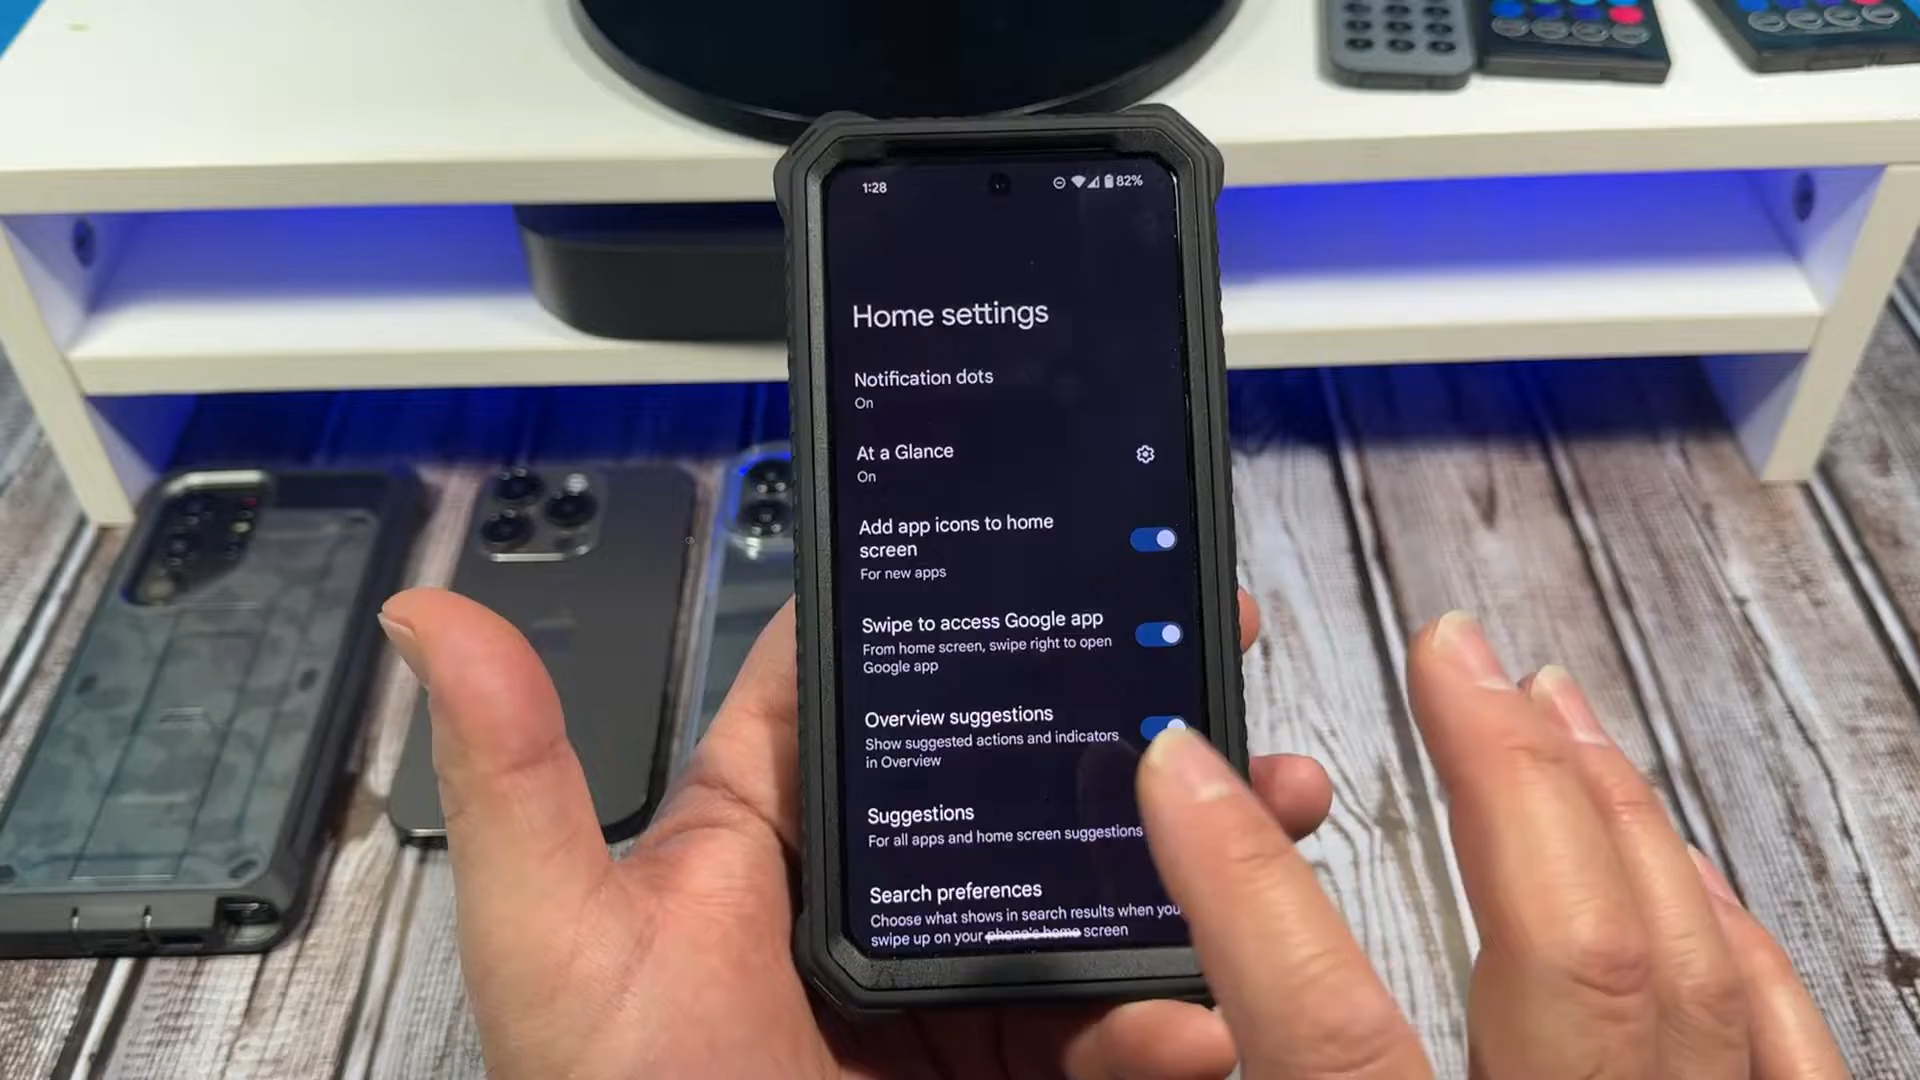 1:28
82%
Home settings
Notification dots
On
At a Glance
On
Add app icons to home
screen
For new apps
Swipe to access Google app
From home screen, swipe right to open
Google app
Overview suggestions
Show suggested actions and indicators
in Overview
Suggestions
For all apps and home screen suggestions
Search preferences
Choose what shows in search results when you
swipe up on your phone's home screen